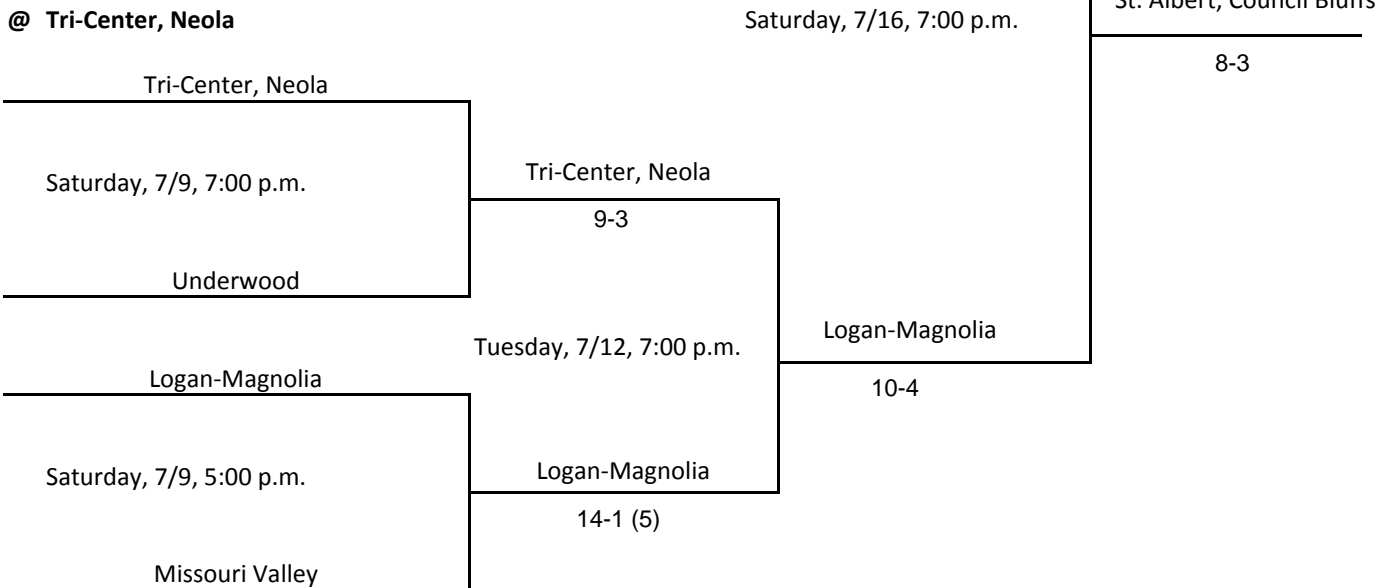 St. Albert, Council Bluffs
@ Tri-Center, Neola
Saturday, 7/16, 7:00 p.m.
8-3
Tri-Center, Neola
Saturday, 7/9, 7:00 p.m.
Tri-Center, Neola
9-3
Underwood
Tuesday, 7/12, 7:00 p.m.
Logan-Magnolia
10-4
Logan-Magnolia
Saturday, 7/9, 5:00 p.m.
Logan-Magnolia
14-1 (5)
Missouri Valley